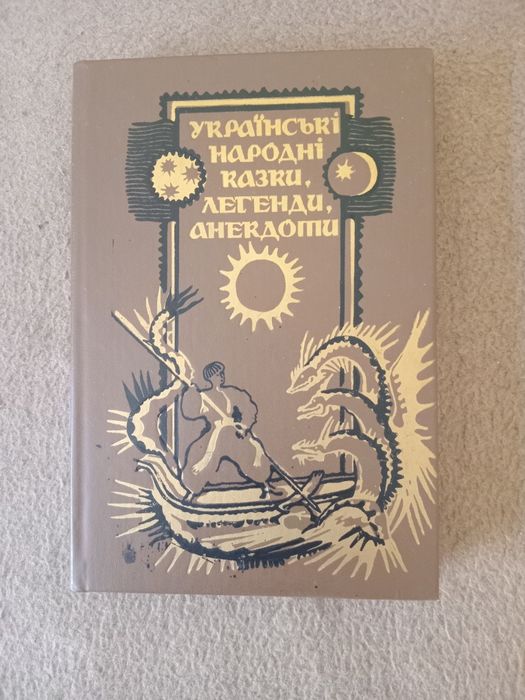 УКРАЇНСЬКІ
НАРОДНІ
КАЗКИ,
ЛЕГЕНДИ,
АНЕКДОТИ